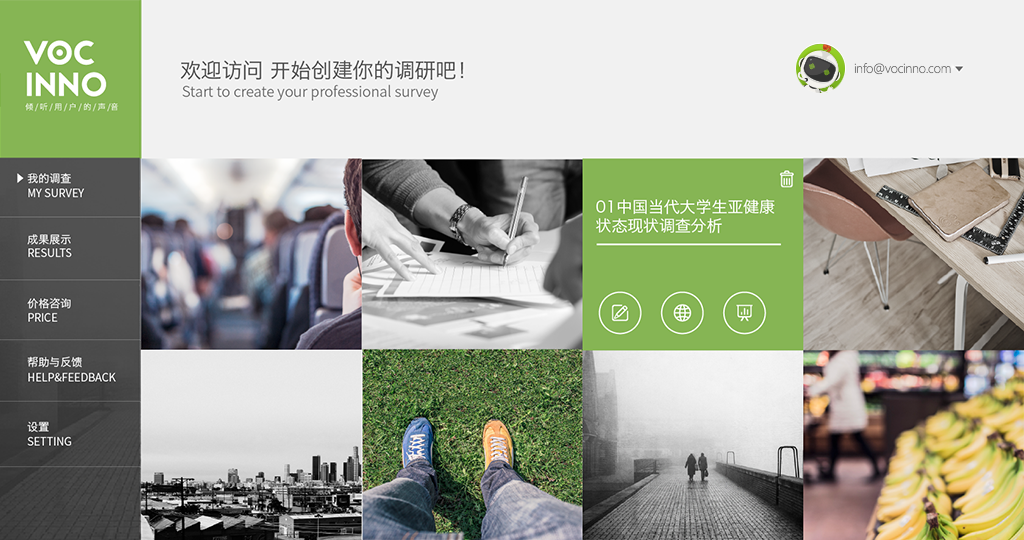 VOC
INNO
倾/听/用/户/的/声/音
欢迎访问 开始创建你的调研吧!
Start to create your professional survey
info@vocinno.com
我的调查
MY SURVEY
成果展示
RESULTS
价格咨询
PRICE
帮助与反馈
HELP&FEEDBACK
设置
SETTING
01中国当代大学生亚健康
状态现状调查分析